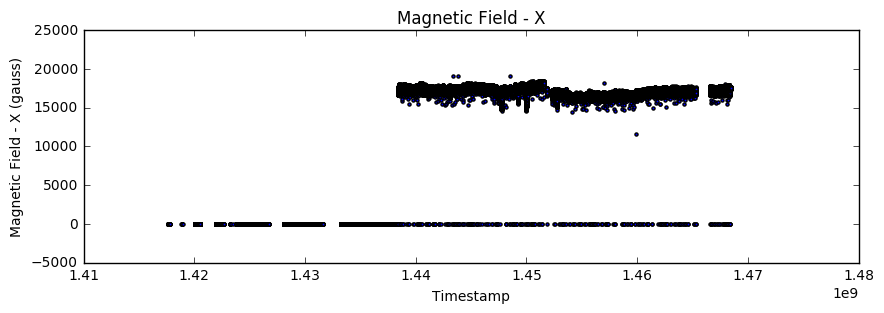 Magnetic Field - X
Magnetic Field - X (gauss)
25000
20000
15000
10000
5000
0
−5000
1.41 1.42 1.43 1.44 1.45 1.46 1.47 1.48
1e9
Timestamp